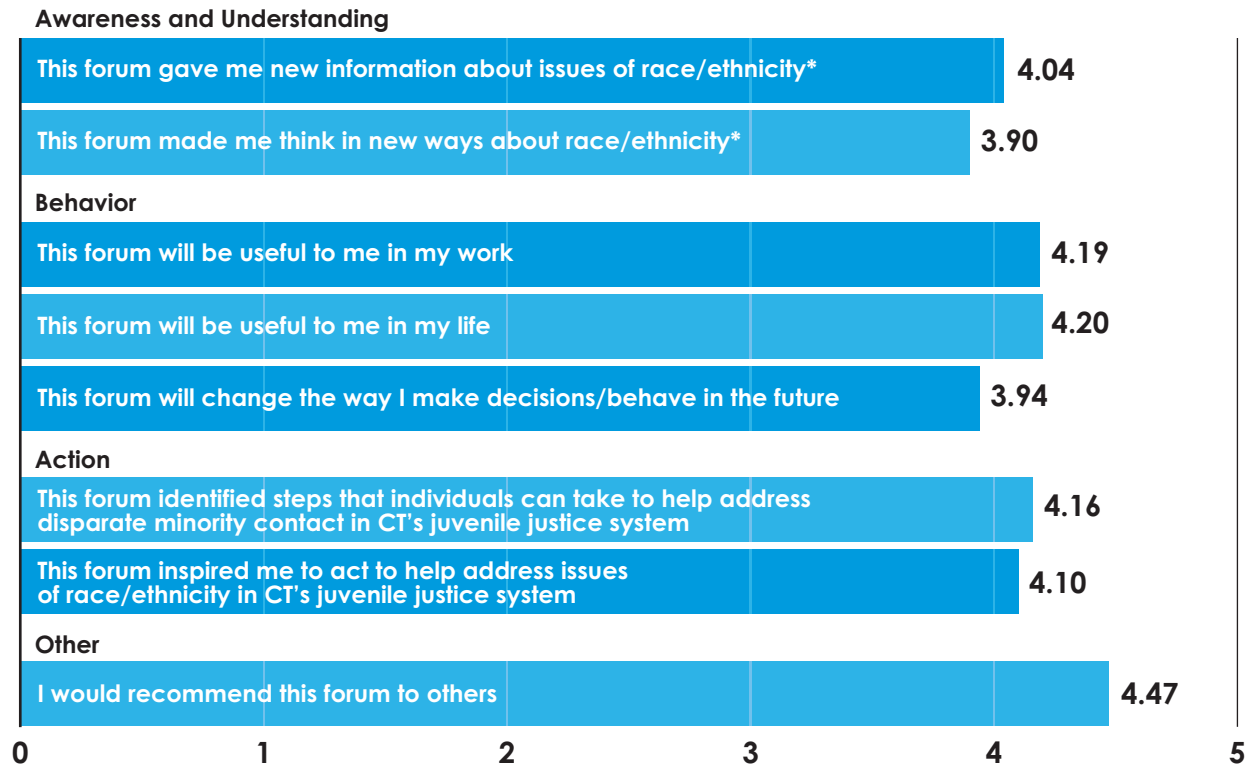 Awareness and Understanding
This forum gave me new information about issues of race/ethnicity*
4.04
This forum made me think in new ways about race/ethnicity*
3.90
Behavior
This forum will be useful to me in my work
4.19
This forum will be useful to me in my life
4.20
This forum will change the way I make decisions/behave in the future
3.94
Action
This forum identified steps that individuals can take to help address
disparate minority contact in CT’s juvenile justice system
4.16
This forum inspired me to act to help address issues
of race/ethnicity in CT’s juvenile justice system
4.10
Other
I would recommend this forum to others
4.47
0 1 2 3 4 5